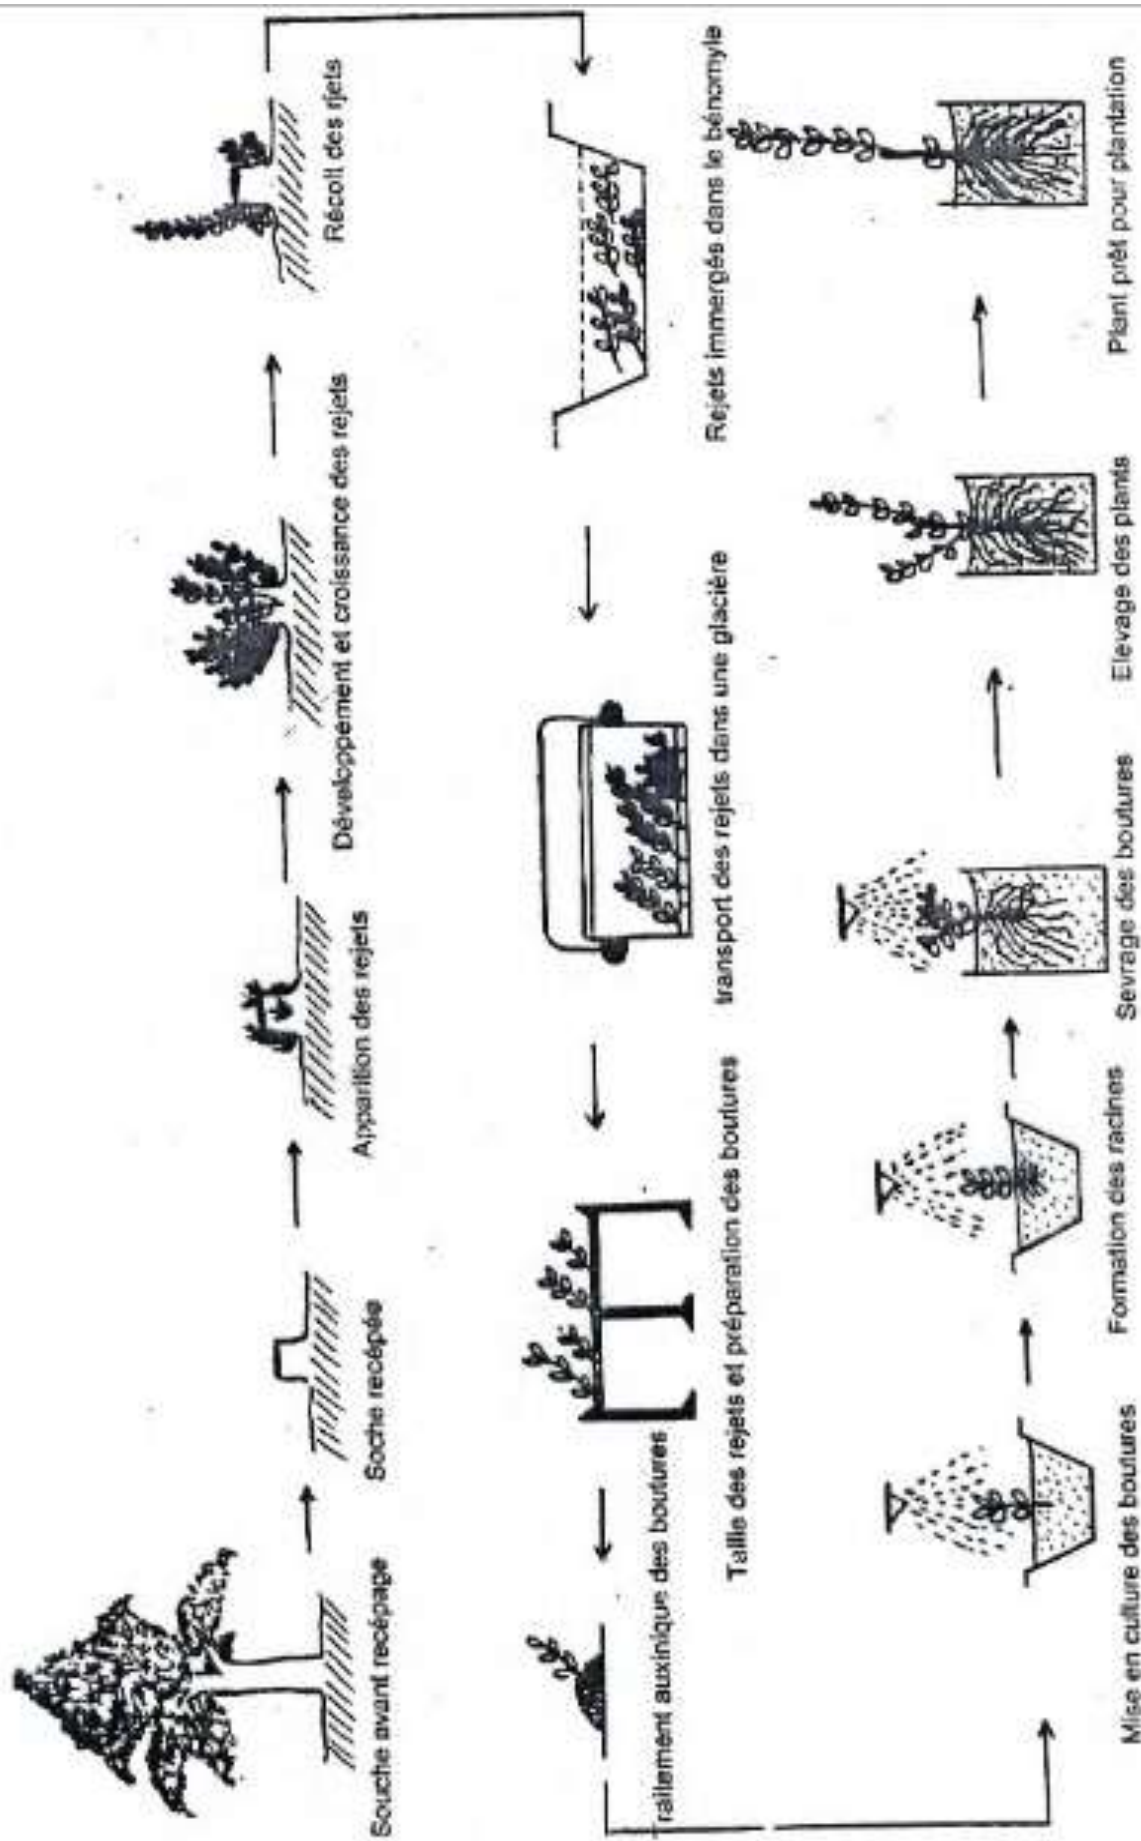 Souche avant recépage
Soche recépée
Apparition des rejets
Développement et croissance des rejets
Récolt des rjets
Rejets immergés dans le bénomyle
transport des rejets dans une glacière
Taille des rejets et préparation des boutures
Traitement auxinique des boutures
Mise en culture des boutures
Formation des racines
Sevrage des boutures
Elevage des plants
Plant prêt pour plantation